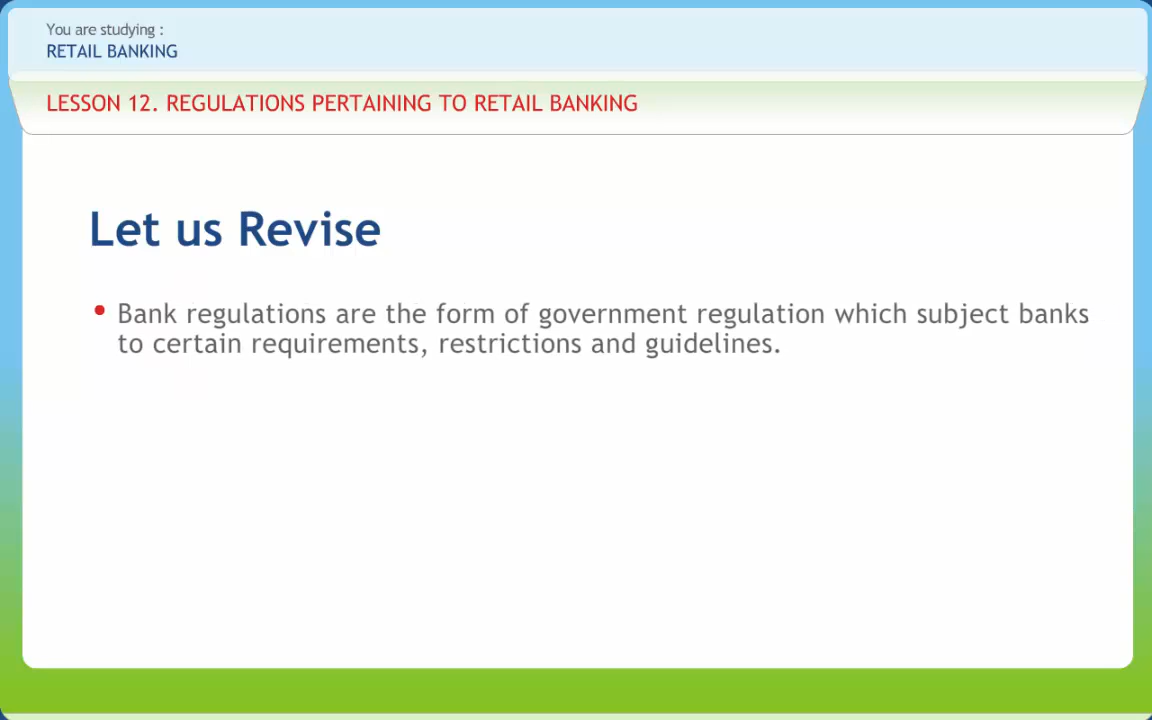 You are studying :
RETAIL BANKING
LESSON 12. REGULATIONS PERTAINING TO RETAIL BANKING
Let us Revise
• Bank regulations are the form of government regulation which subject banks
to certain requirements, restrictions and guidelines.